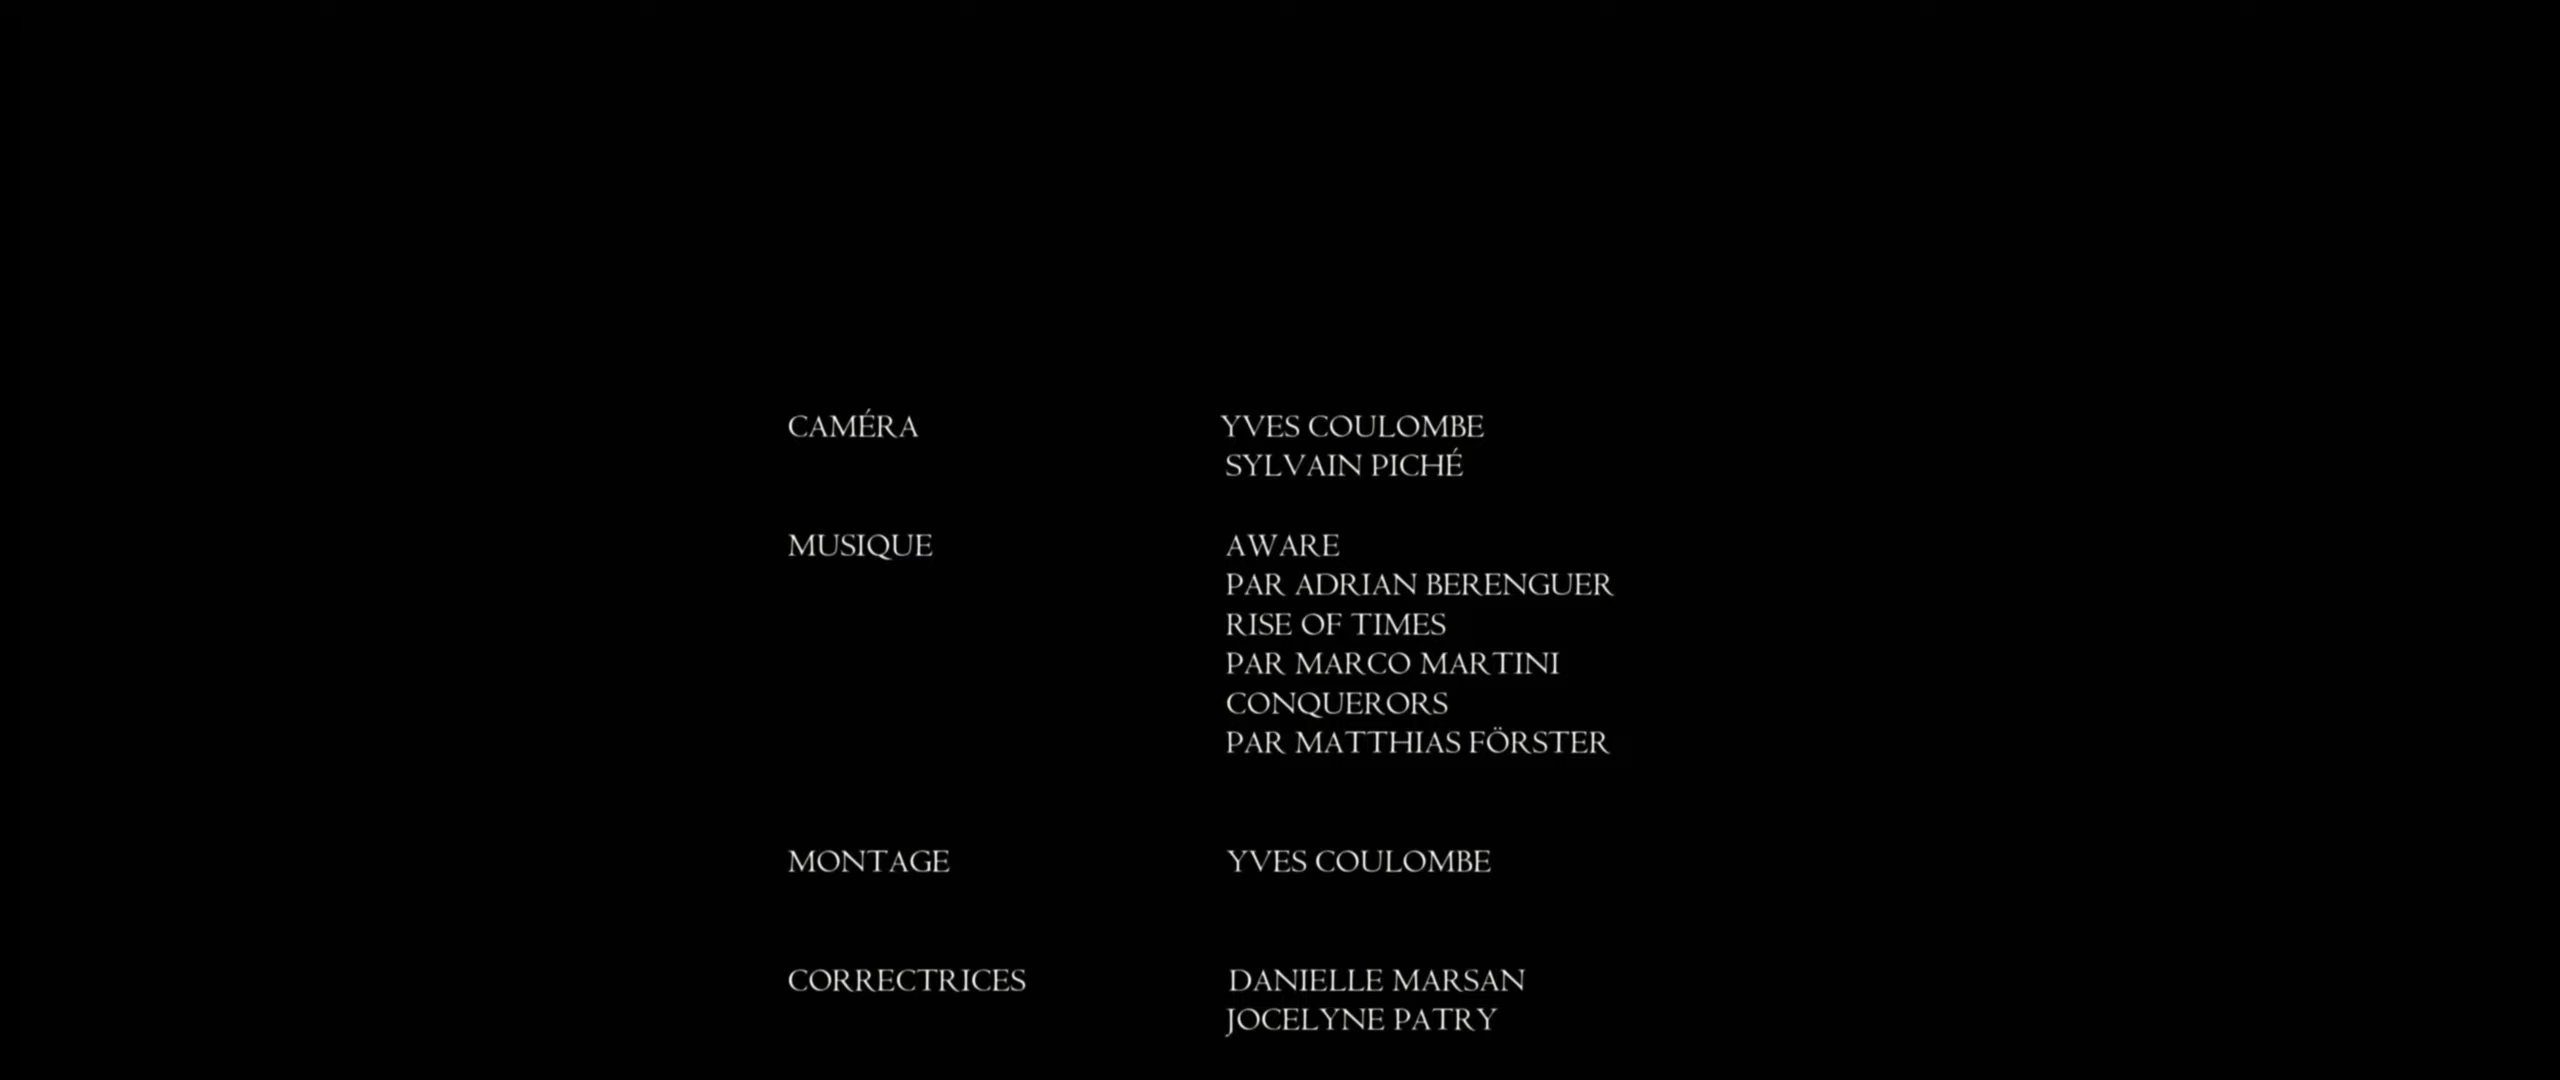 CAMÉRA YVES COULOMBE
SYLVAIN PICHÉ
MUSIQUE AWARE
PAR ADRIAN BERENGUER
RISE OF TIMES
PAR MARCO MARTINI
CONQUERORS
PAR MATTHIAS FÖRSTER
MONTAGE YVES COULOMBE
CORRECTRICES DANIELLE MARSAN
JOCELYNE PATRY